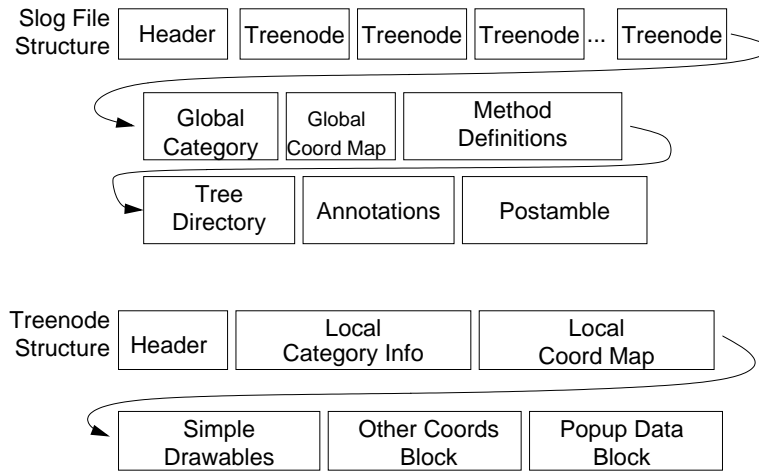 Slog File
Structure
Header
Treenode
Treenode
Treenode
...
Treenode
Global
Category
Global
Coord Map
Method
Definitions
Tree
Directory
Annotations
Postamble
Treenode
Structure
Header
Local
Category Info
Local
Coord Map
Simple
Drawables
Other Coords
Block
Popup Data
Block